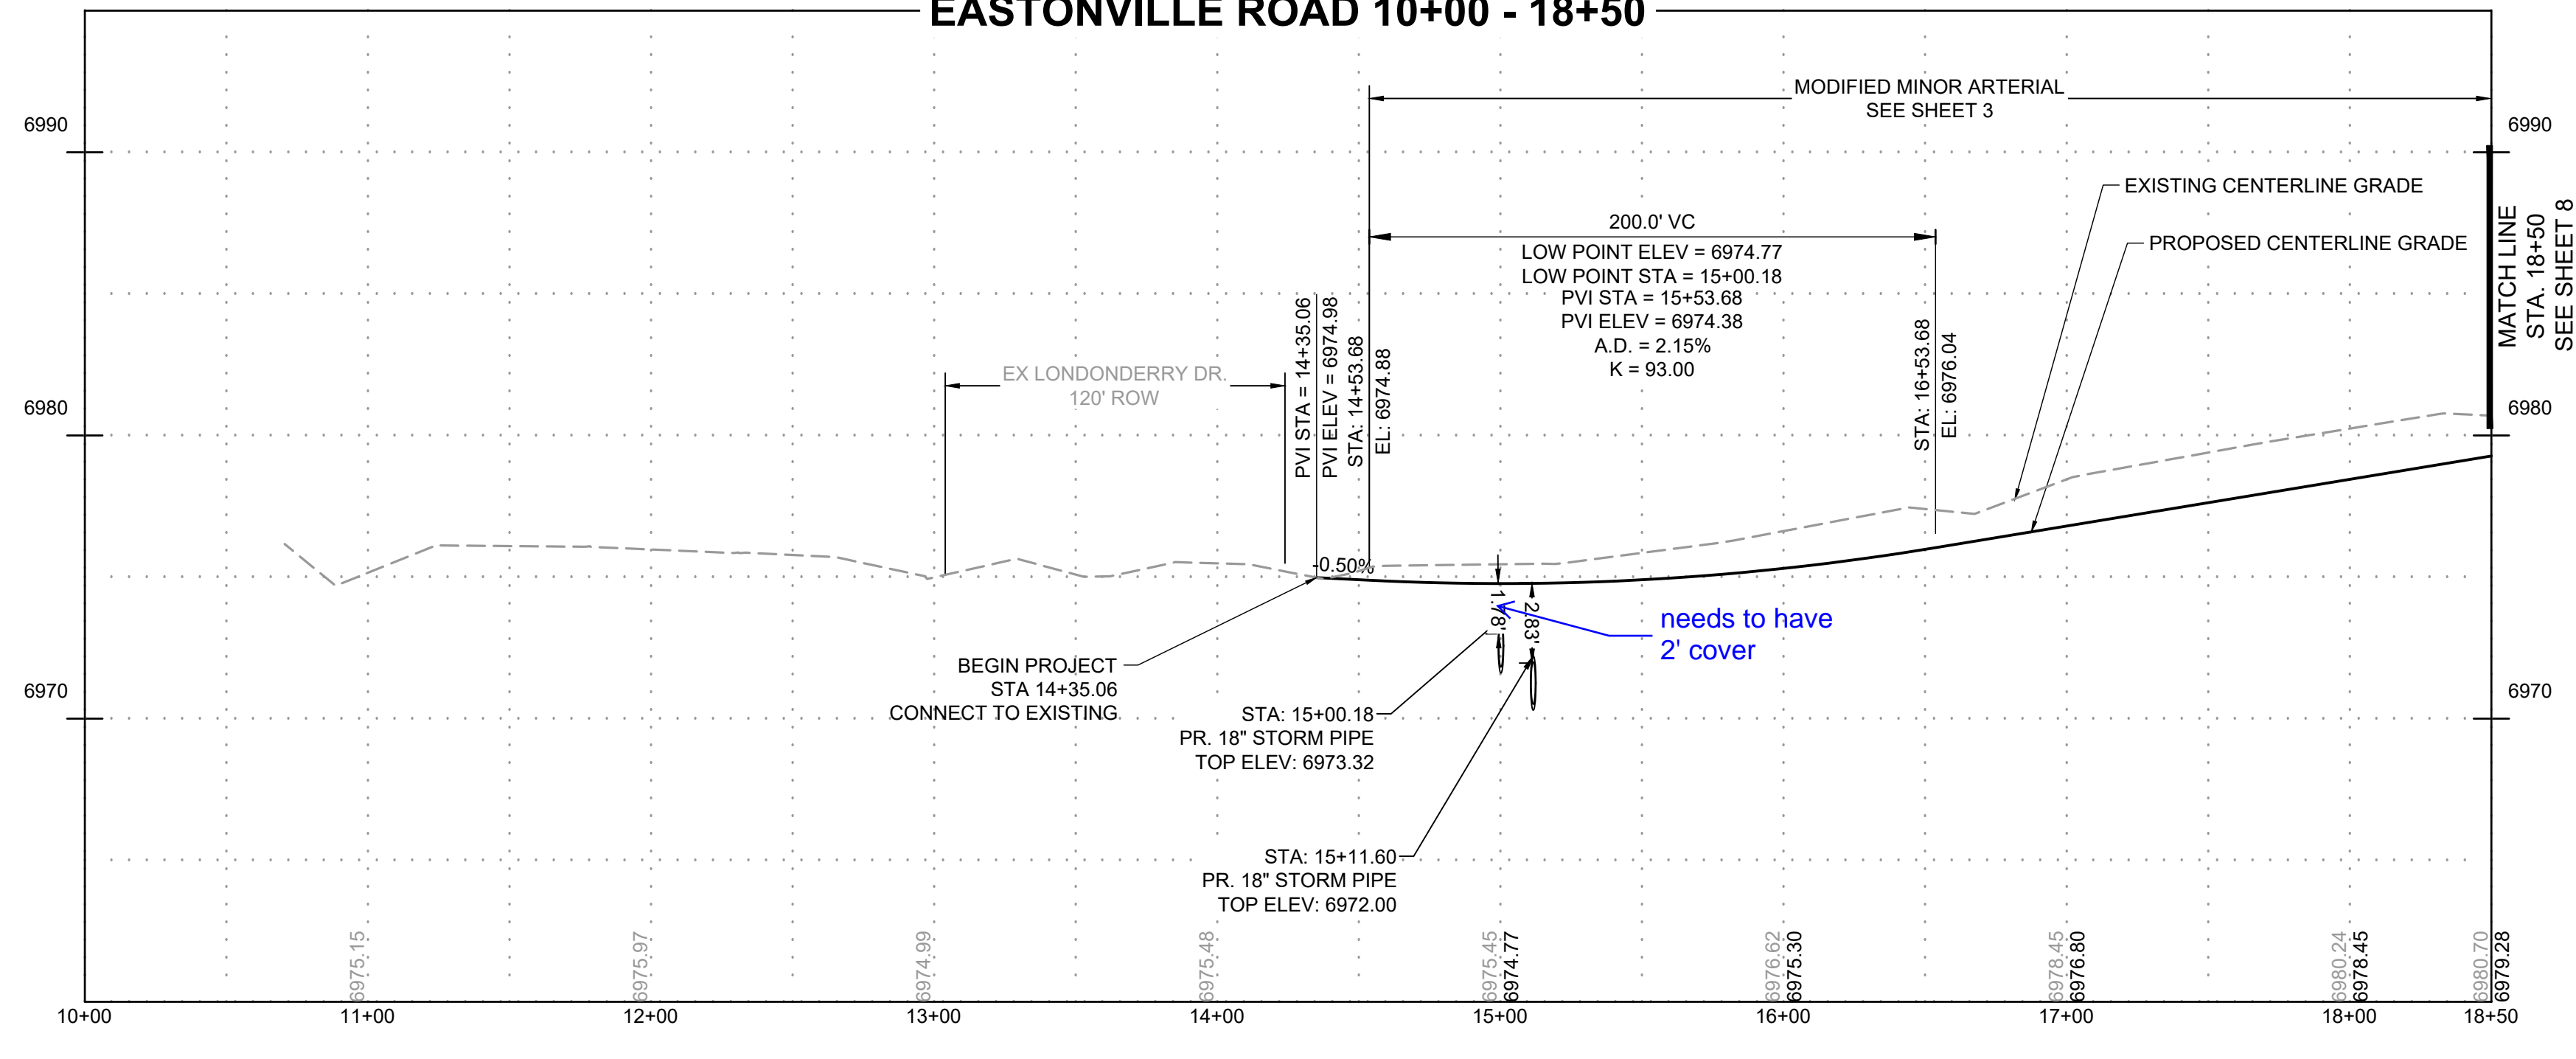 EASTONVILLE ROAD 10+00 - 18+50
MODIFIED MINOR ARTERIAL
SEE SHEET 3
6990
6990
EXISTING CENTERLINE GRADE
PROPOSED CENTERLINE GRADE
MATCH LINE
STA. 18+50
SEE SHEET 8
200.0' VC
LOW POINT ELEV = 6974.77
LOW POINT STA = 15+00.18
PVI STA = 15+53.68
PVI ELEV = 6974.38
A.D. = 2.15%
K = 93.00
PVI STA = 14+35.06
PVI ELEV = 6974.98
STA: 14+53.68
EL: 6974.88
STA: 16+53.68
EL: 6976.04
EX LONDONDERRY DR.
120' ROW
6980
6980
-0.50%
1.78'
2.83'
needs to have
2' cover
BEGIN PROJECT
STA 14+35.06
CONNECT TO EXISTING
6970
6970
STA: 15+00.18
PR. 18" STORM PIPE
TOP ELEV: 6973.32
STA: 15+11.60
PR. 18" STORM PIPE
TOP ELEV: 6972.00
6975.15
6975.97
6974.99
6975.48
6975.45
6974.77
6976.62
6975.30
6978.45
6976.80
6980.24
6978.45
6980.70
6979.28
10+00
11+00
12+00
13+00
14+00
15+00
16+00
17+00
18+00
18+50